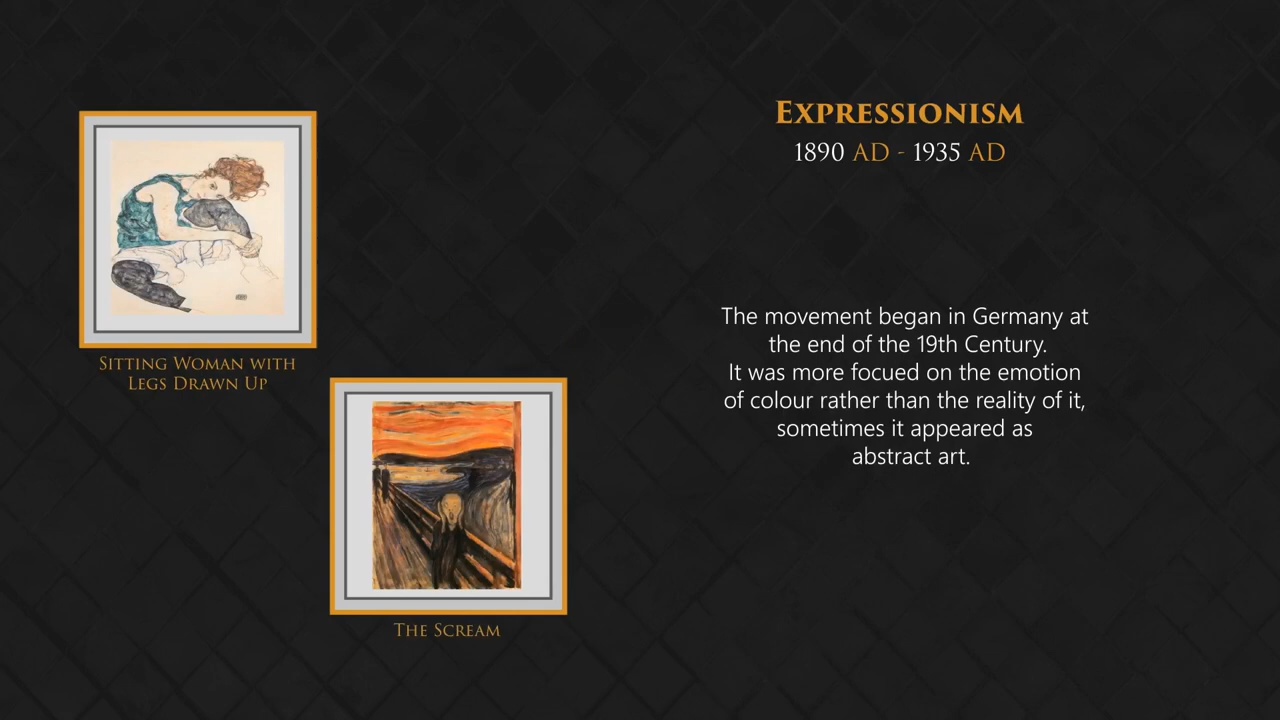 Expressionism
1890 AD - 1935 AD
Sitting Woman with
Legs Drawn Up
The Scream
The movement began in Germany at
the end of the 19th Century.
It was more focued on the emotion
of colour rather than the reality of it,
sometimes it appeared as
abstract art.